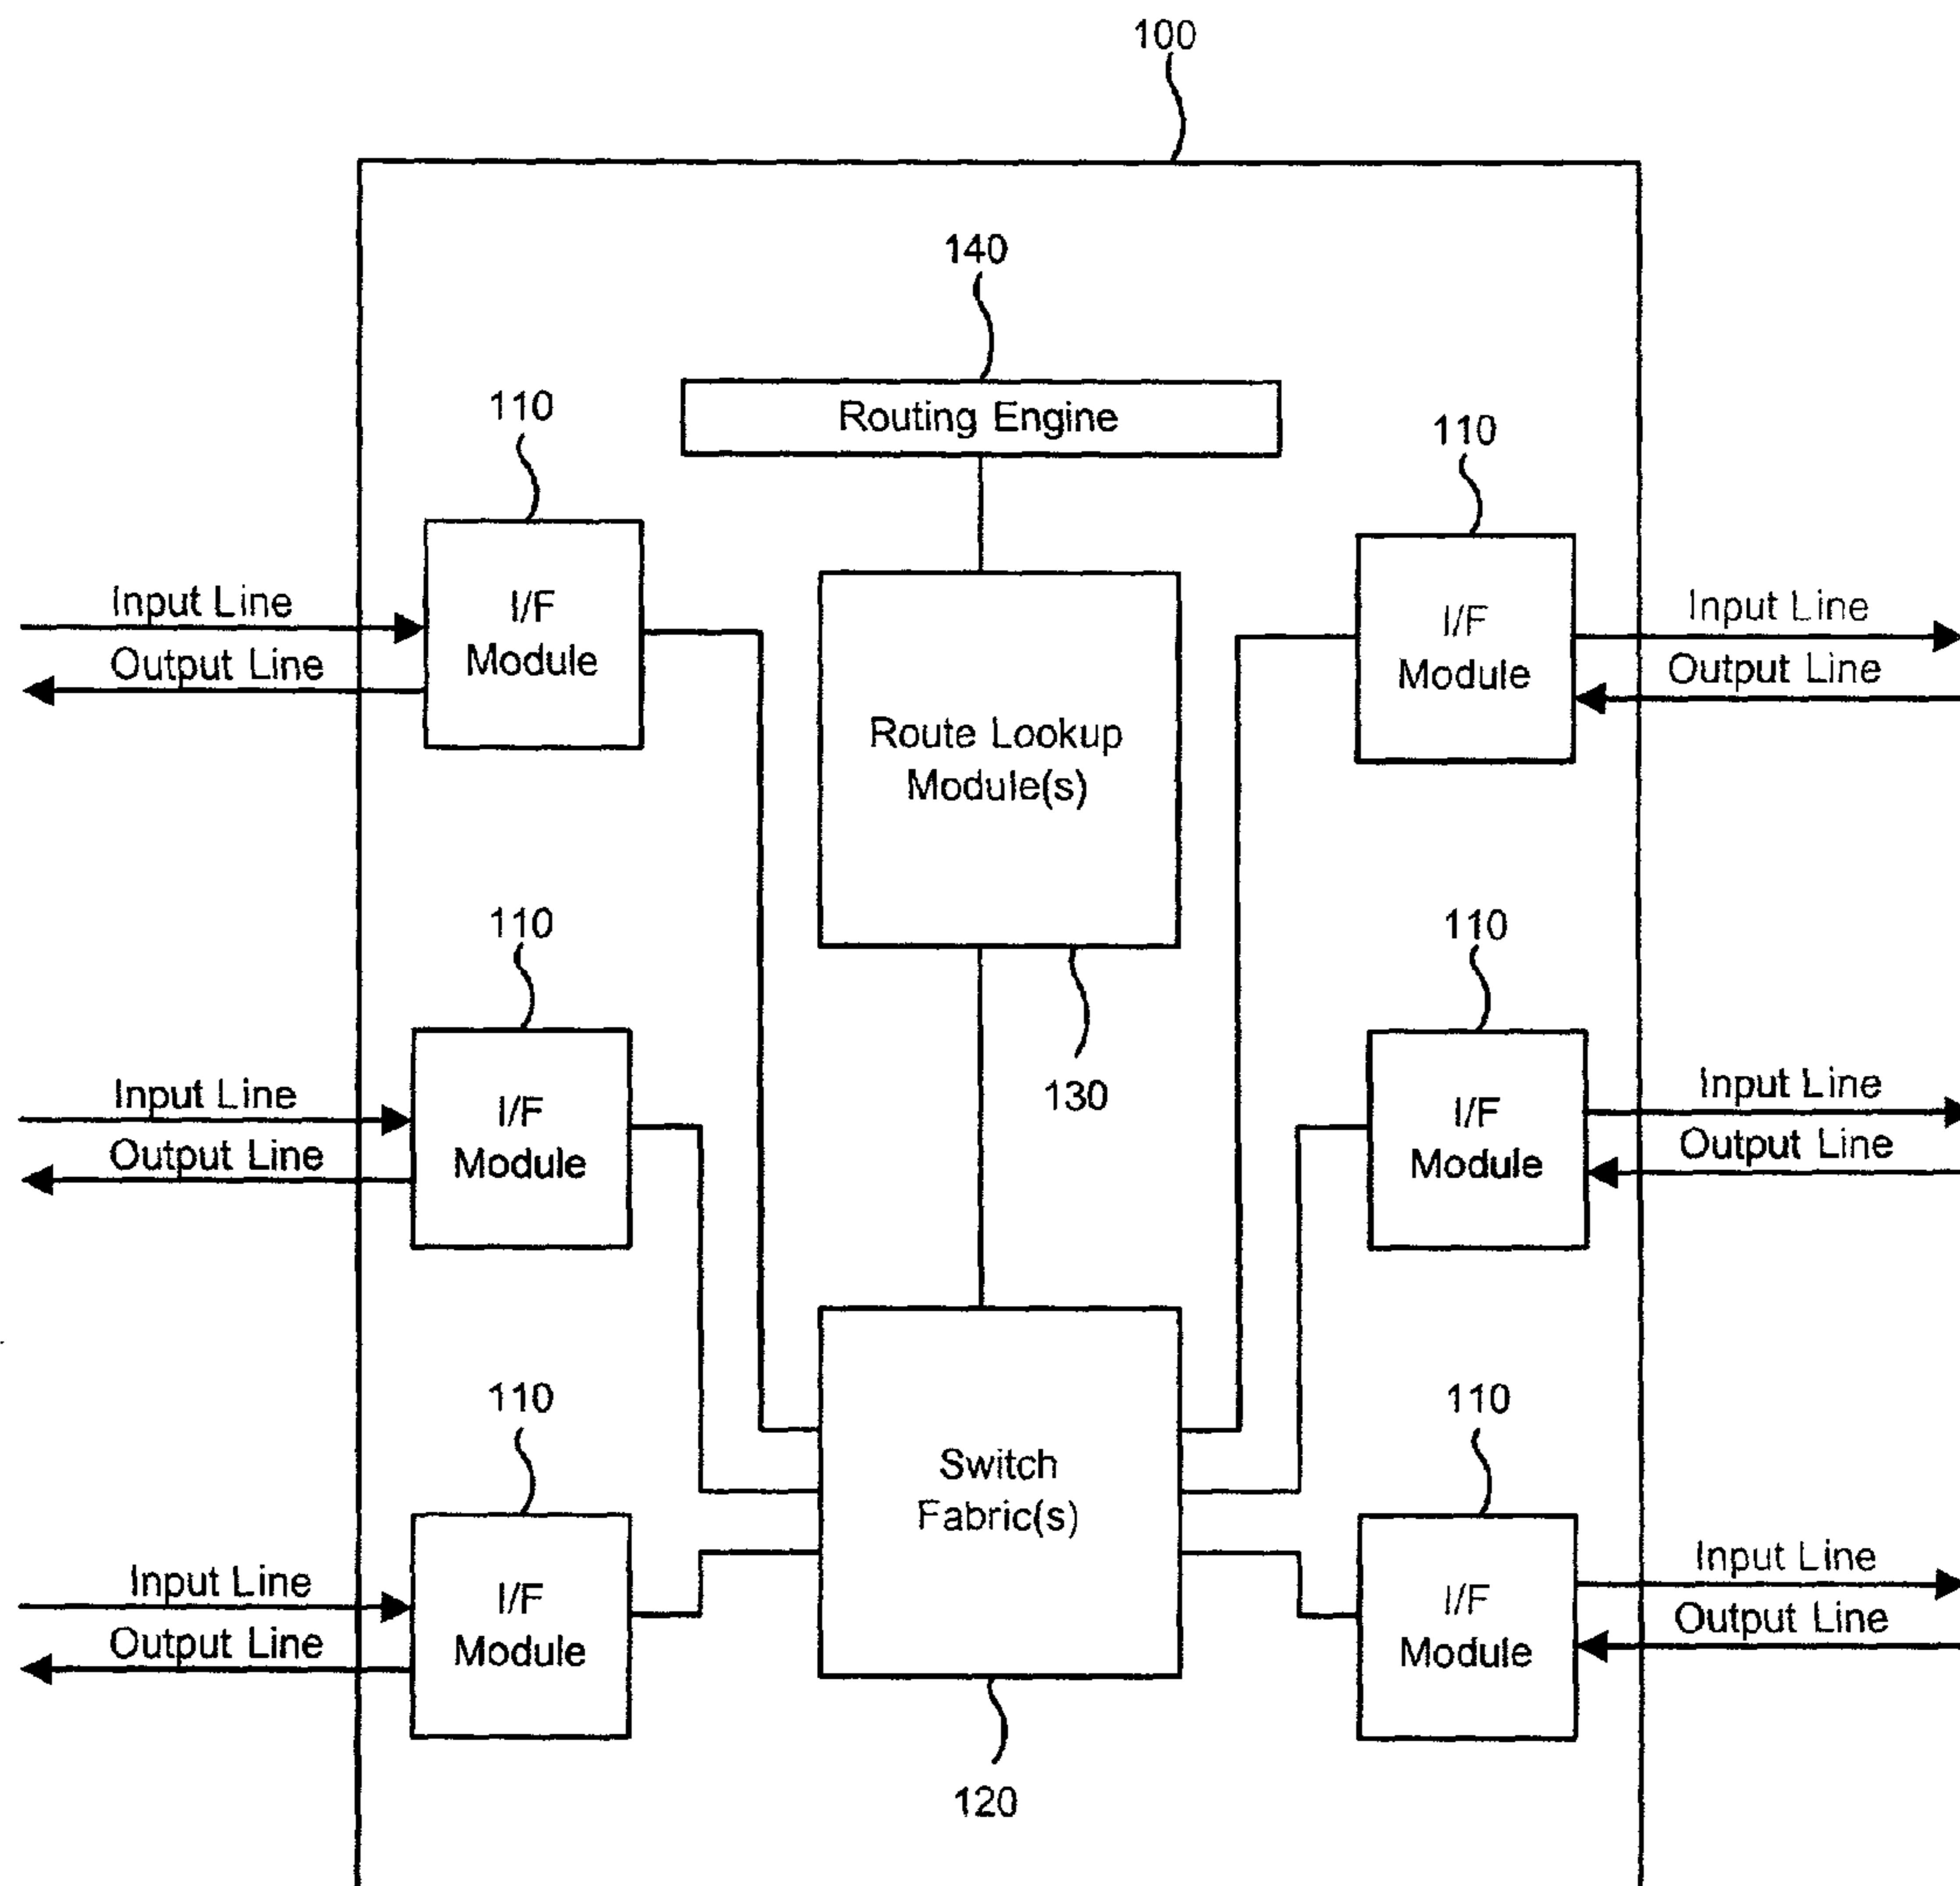 100
140
Routing Engine
110
110
I/F
Module
I/F
Module
Input Line
Output Line
Input Line
Output Line
Route Lookup
Module(s)
130
110
110
I/F
Module
I/F
Module
Input Line
Output Line
Input Line
Output Line
110
110
Switch
Fabric(s)
I/F
Module
I/F
Module
Input Line
Output Line
Input Line
Output Line
120